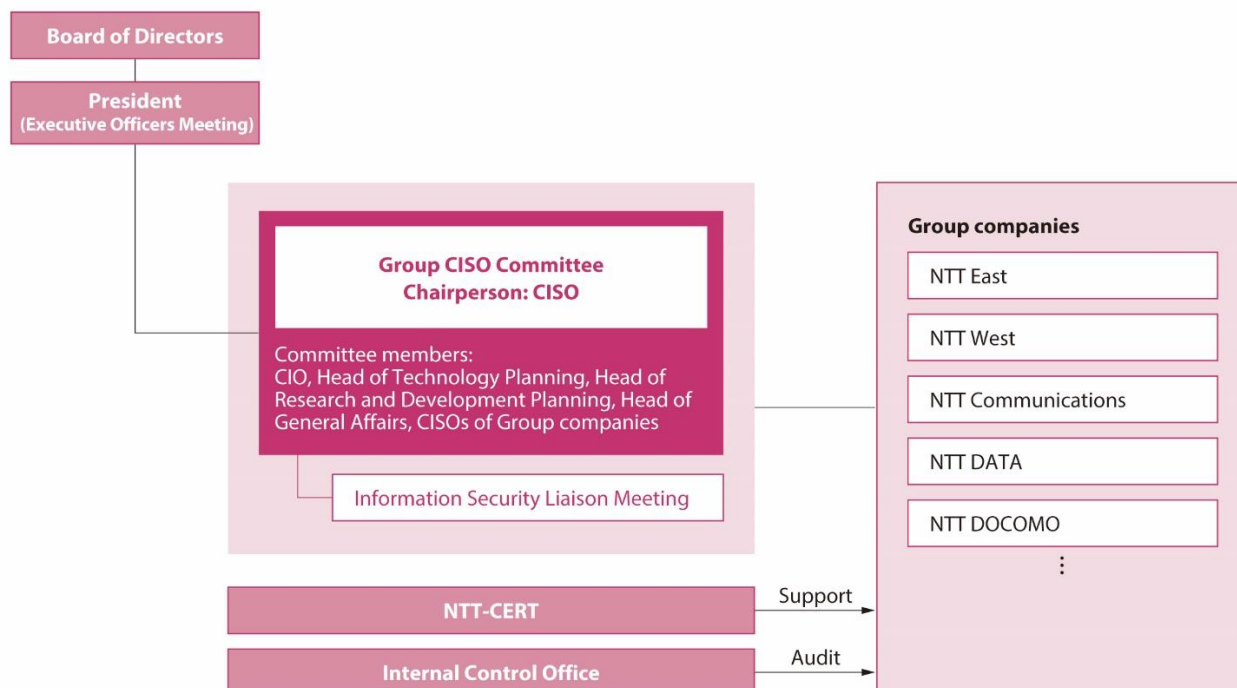 Board of Directors
President
(Executive Officers Meeting)
Group CISO Committee
Chairperson: CISO
Committee members:
CIO, Head of Technology Planning, Head of
Research and Development Planning, Head of
General Affairs, CISOs of Group companies
Information Security Liaison Meeting
Group companies
NTT East
NTT West
NTT Communications
NTT DATA
NTT DOCOMO
⋮
NTT-CERT
Support
Internal Control Office
Audit